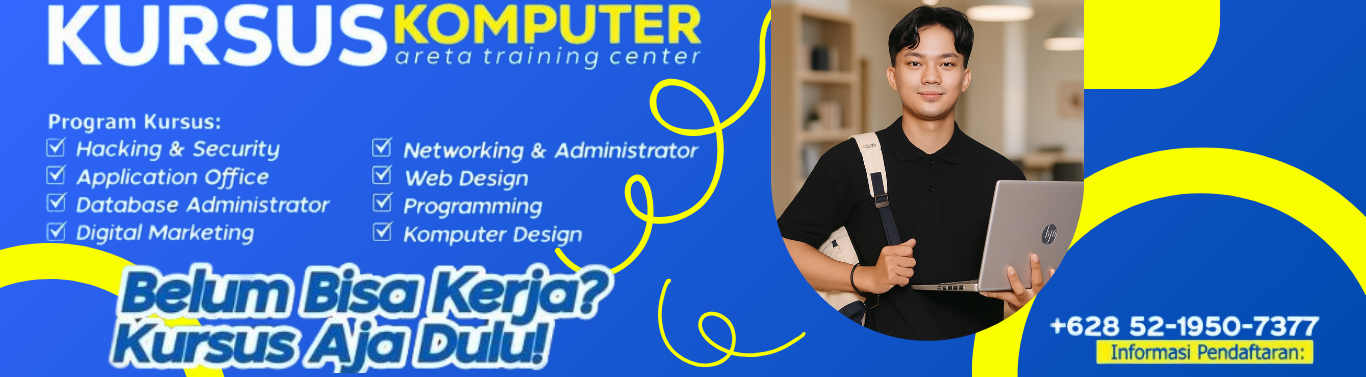 KURSUS KOMPUTER
areta training center
Program Kursus:
Hacking & Security
Application Office
Database Administrator
Digital Marketing
Networking & Administrator
Web Design
Programming
Komputer Design
Belum Bisa Kerja?
Kursus Aja Dulu!
hp
+628 52-1950-7377
Informasi Pendaftaran: